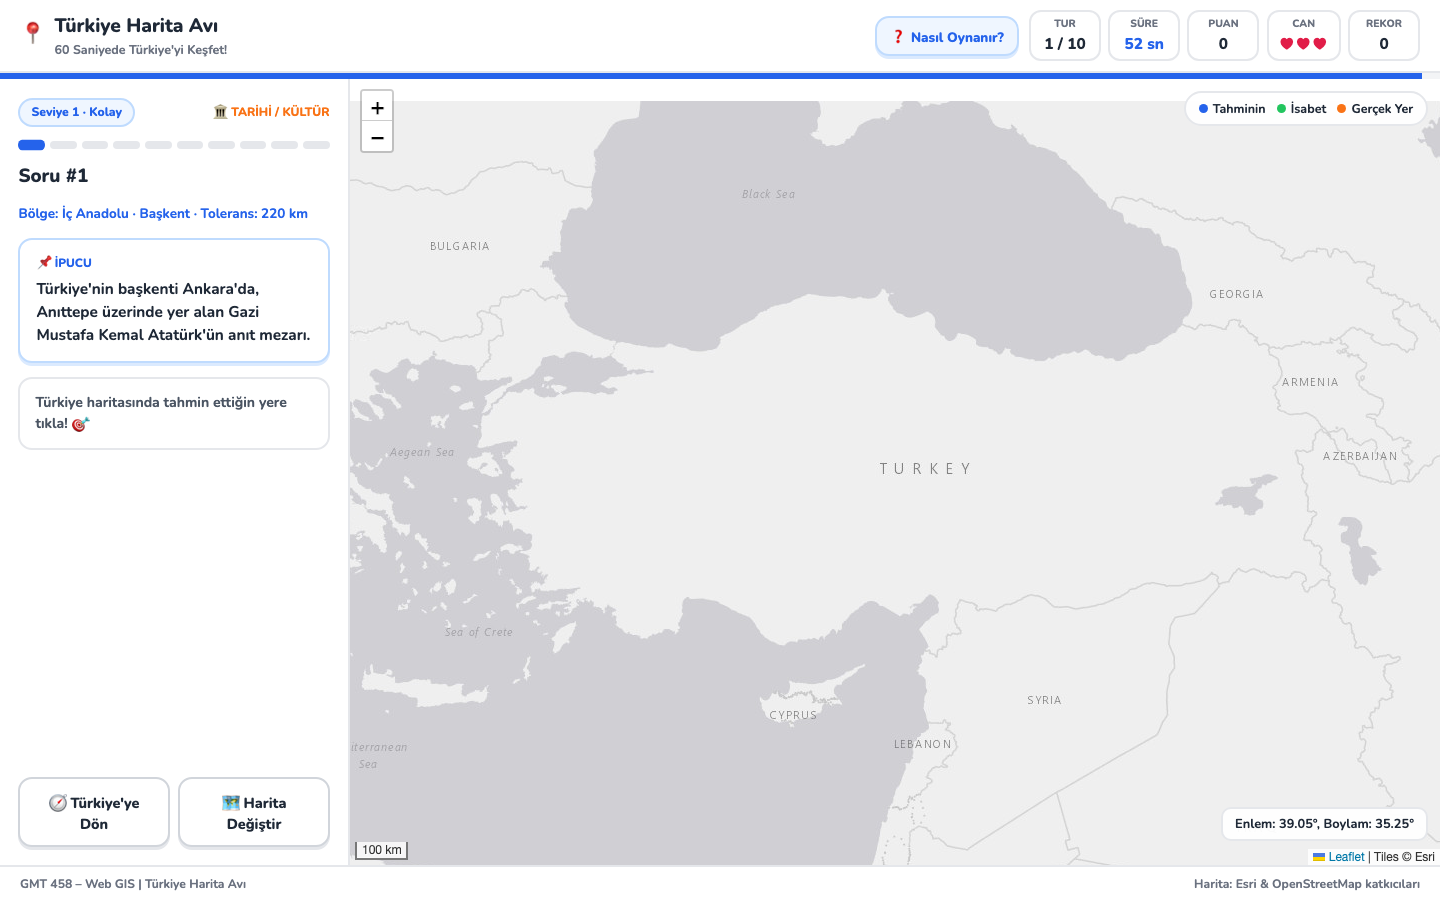 Türkiye Harita Avı
60 Saniyede Türkiye'yi Keşfet!
❓ Nasıl Oynanır?
TUR
1 / 10
SÜRE
52 sn
PUAN
0
CAN
REKOR
0
Seviye 1 · Kolay
TARİHİ / KÜLTÜR
Soru #1
Bölge: İç Anadolu · Başkent · Tolerans: 220 km
İPUCU
Türkiye'nin başkenti Ankara'da,
Anıttepe üzerinde yer alan Gazi
Mustafa Kemal Atatürk'ün anıt mezarı.
Türkiye haritasında tahmin ettiğin yere
tıkla!
Türkiye'ye
Dön
Harita
Değiştir
+
−
Tahminin
İsabet
Gerçek Yer
Black Sea
BULGARIA
GEORGIA
ARMENIA
AZERBAIJAN
Aegean Sea
TURKEY
Sea of Crete
CYPRUS
SYRIA
LEBANON
iterranean
Sea
Enlem: 39.05°, Boylam: 35.25°
100 km
Leaflet | Tiles © Esri
GMT 458 – Web GIS | Türkiye Harita Avı
Harita: Esri & OpenStreetMap katkıcıları